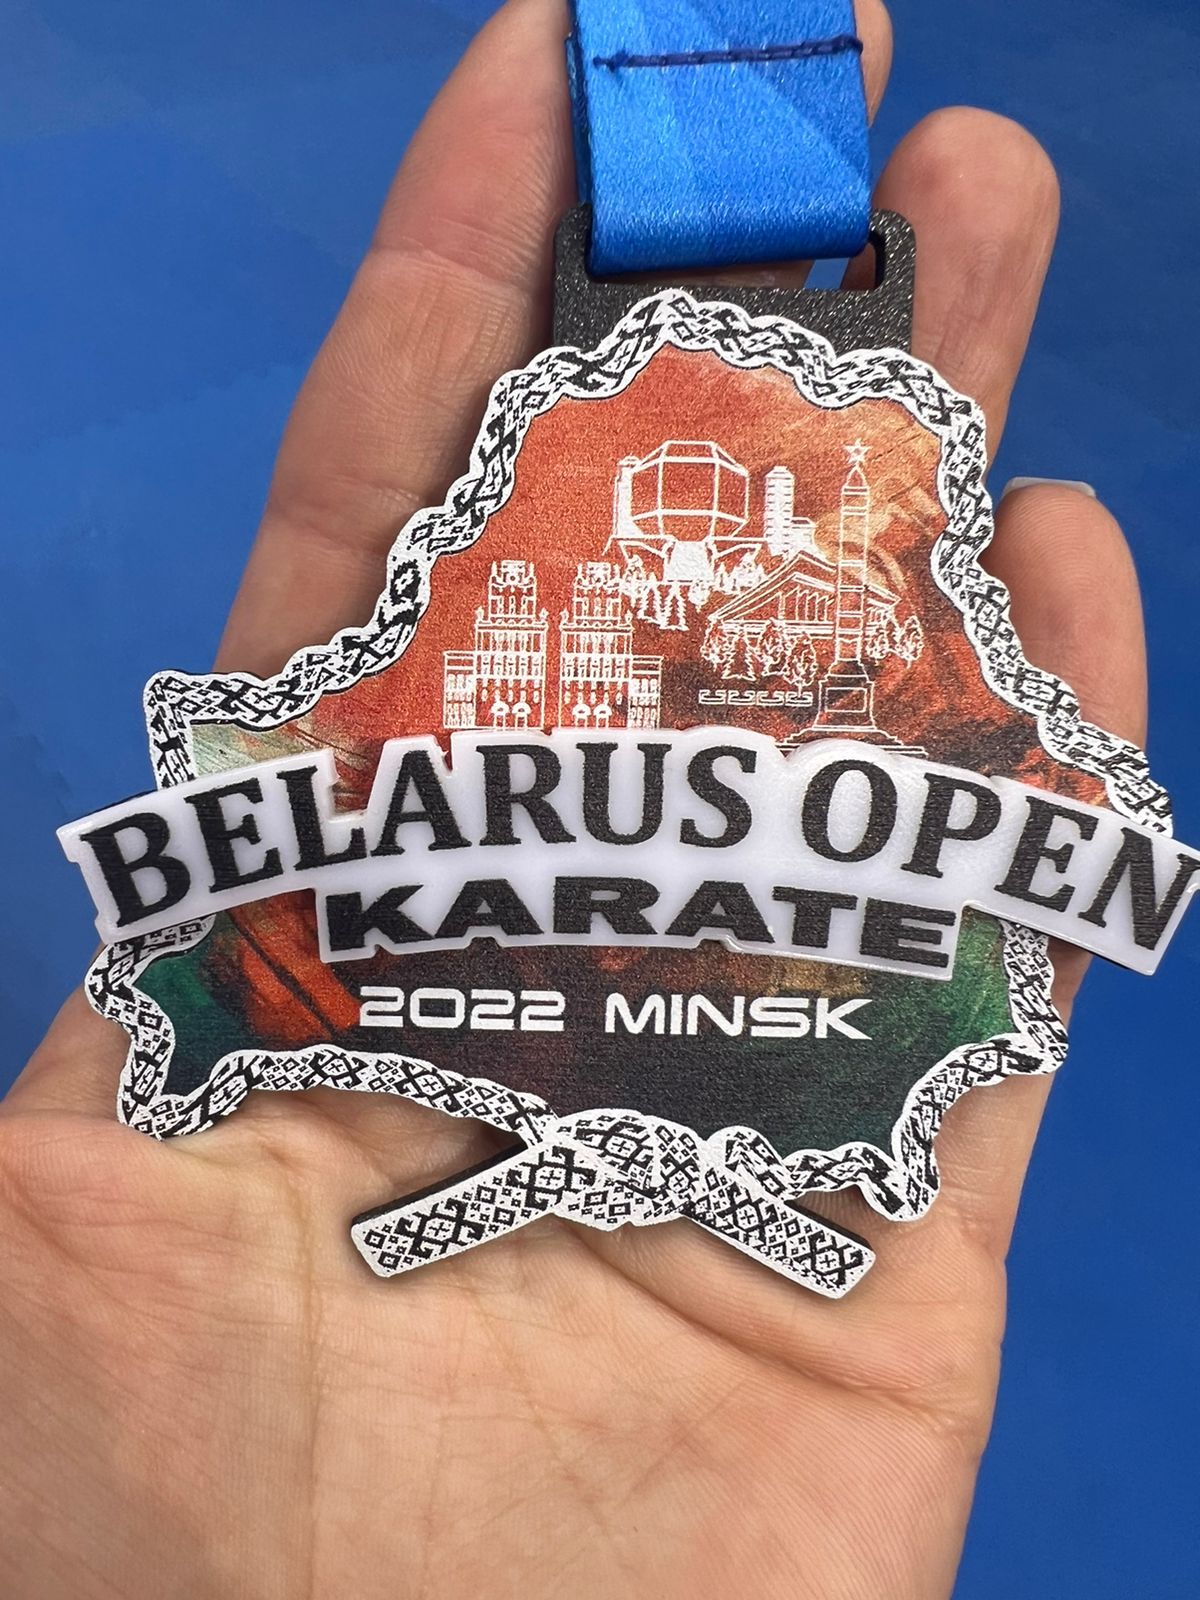 BELARUS OPEN
KARATE
2022 MINSK